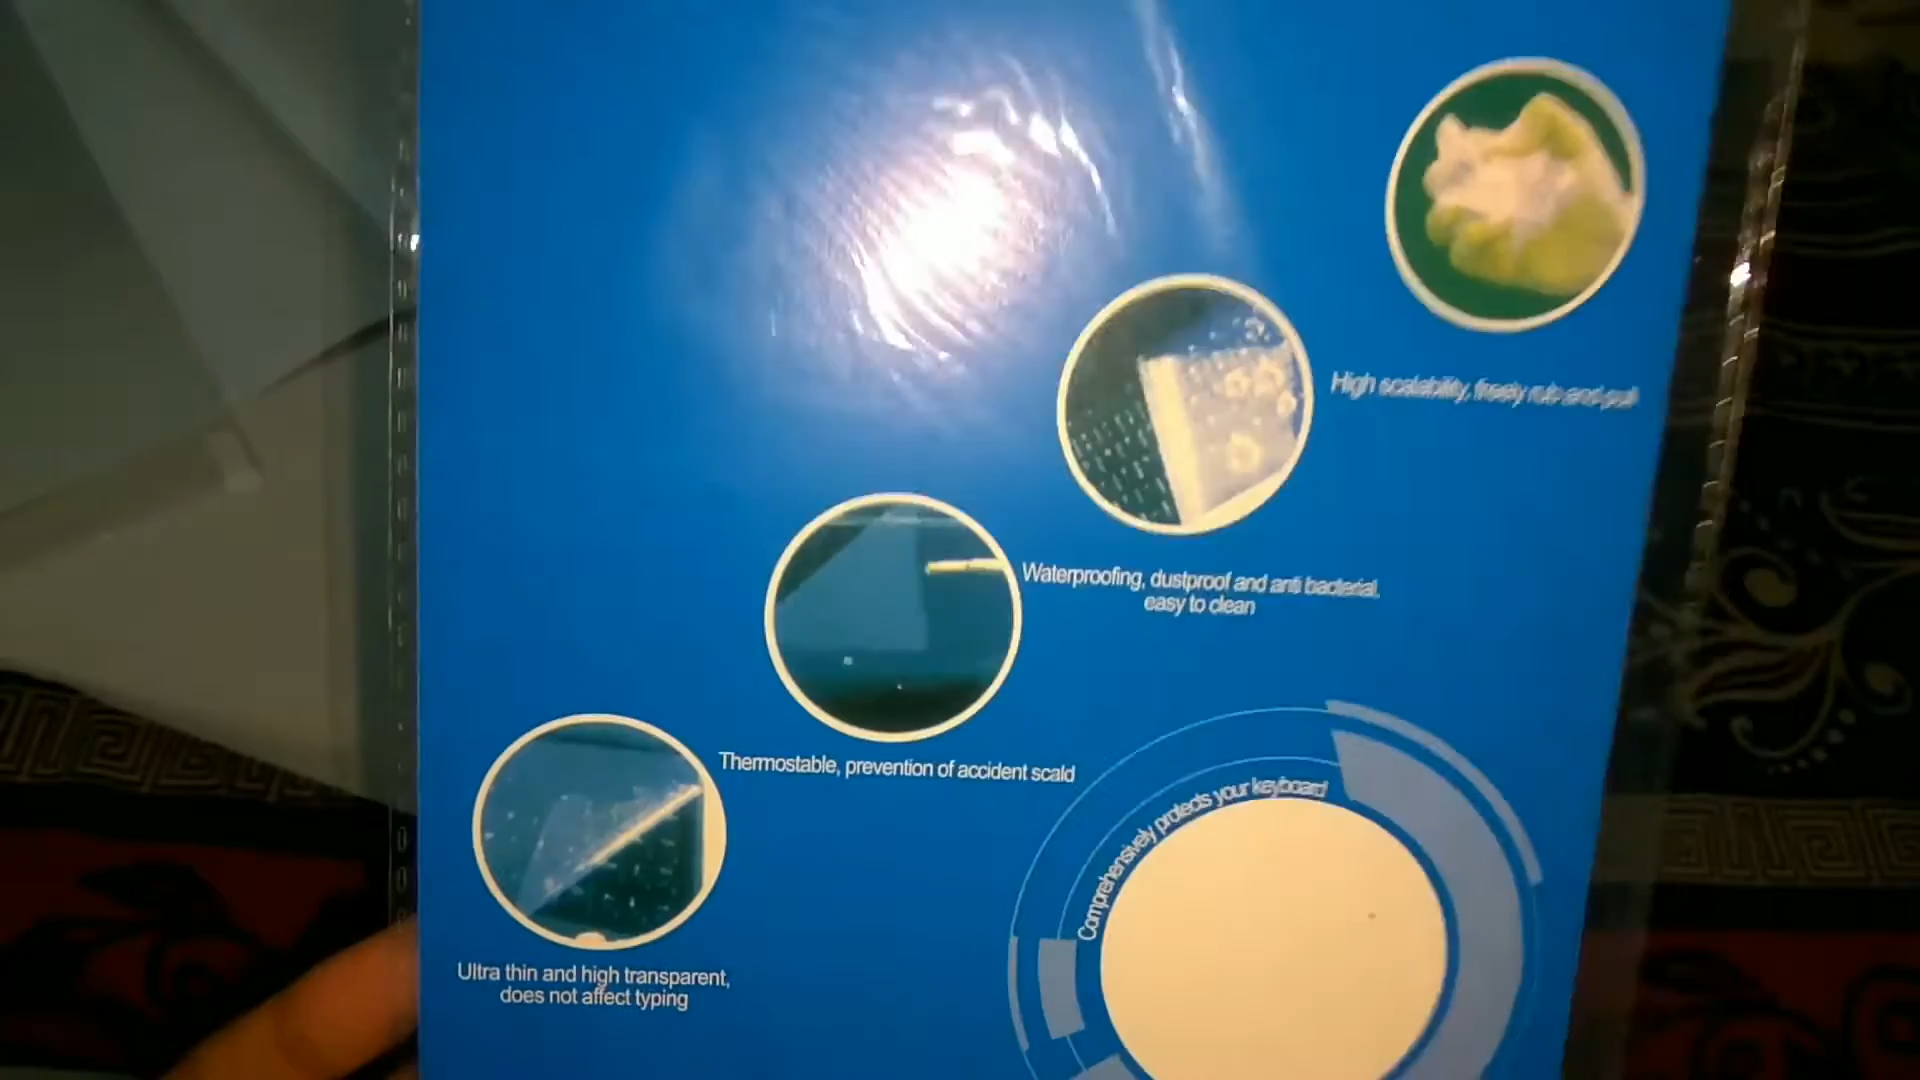 High scalability, freely rub and pull
Waterproofing, dustproof and anti bacterial,
easy to clean
Thermostable, prevention of accident scald
Comprehensively protects your keyboard
Ultra thin and high transparent,
does not affect typing